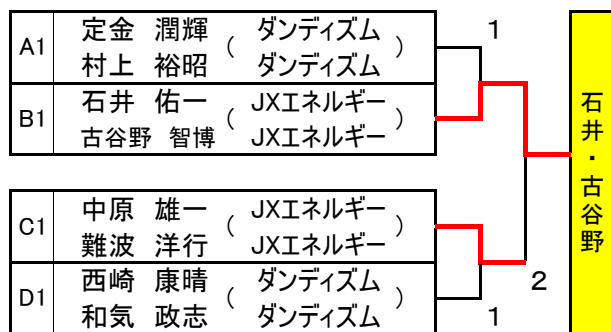 A1 定金 潤輝 ( ダンディズム ) 1
村上 裕昭 ダンディズム
B1 石井 佑一 ( JXエネルギー )
古谷野 智博 JXエネルギー
石井・古谷野
C1 中原 雄一 ( JXエネルギー )
難波 洋行 JXエネルギー
2
D1 西崎 康晴 ( ダンディズム )
和気 政志 ダンディズム 1